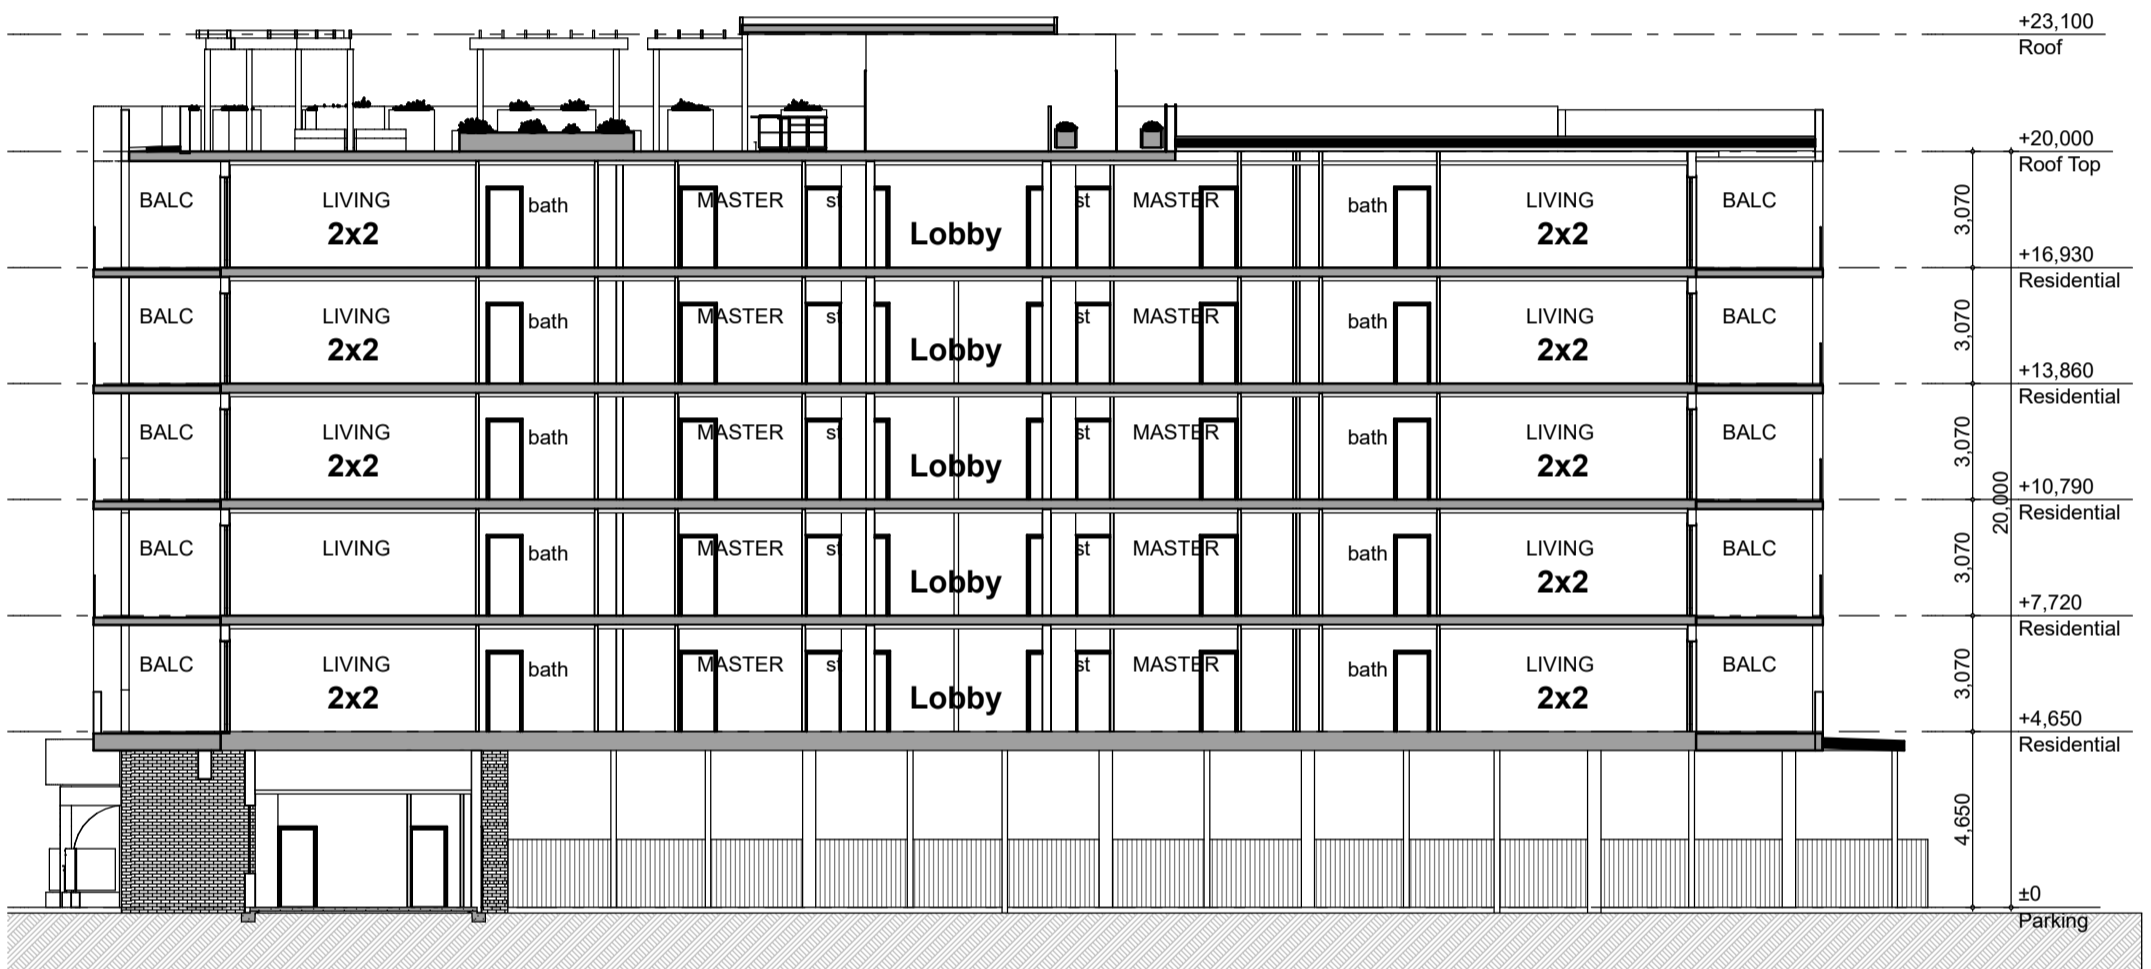 +23,100
Roof
+20,000
Roof Top
BALC LIVING bath MASTER st st MASTER bath LIVING BALC
2x2 Lobby 2x2
3,070
+16,930
Residential
BALC LIVING bath MASTER st st MASTER bath LIVING BALC
2x2 Lobby 2x2
3,070
+13,860
Residential
BALC LIVING bath MASTER st st MASTER bath LIVING BALC
2x2 Lobby 2x2
3,070
20,000
+10,790
Residential
BALC LIVING bath MASTER st st MASTER bath LIVING BALC
Lobby 2x2
3,070
+7,720
Residential
BALC LIVING bath MASTER st st MASTER bath LIVING BALC
2x2 Lobby 2x2
3,070
+4,650
Residential
4,650
±0
Parking